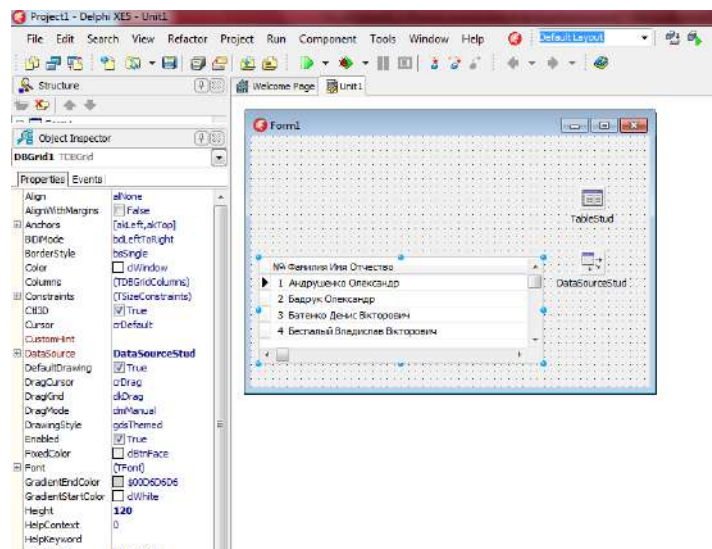 Project1 - Delphi XE5 - Unit1
File Edit Search View Refactor Project Run Component Tools Window Help Default Layout
Structure
Welcome Page Unit1
Object Inspector
DBGrid1 TDBGrid
Properties Events
Align alNone
AlignWithMargins False
Anchors [akLeft,akTop]
BiDiMode bdLeftToRight
BorderStyle bsSingle
Color clWindow
Columns (TDBGridColumns)
Constraints (TSizeConstraints)
Ctl3D True
Cursor crDefault
CustomHint
DataSource DataSourceStud
DefaultDrawing True
DragCursor crDrag
DragKind dkDrag
DragMode dmManual
DrawingStyle gdsThemed
Enabled True
FixedColor clBtnFace
Font (TFont)
GradientEndColor $00D6D6D6
GradientStartColor clWhite
Height 120
HelpContext 0
HelpKeyword
Form1
TableStud
DataSourceStud
Фамилия Имя Отчество
1 Андрушенко Олександр
2 Бадрук Олександр
3 Батенко Денис Вікторович
4 Беспалый Владислав Вікторович